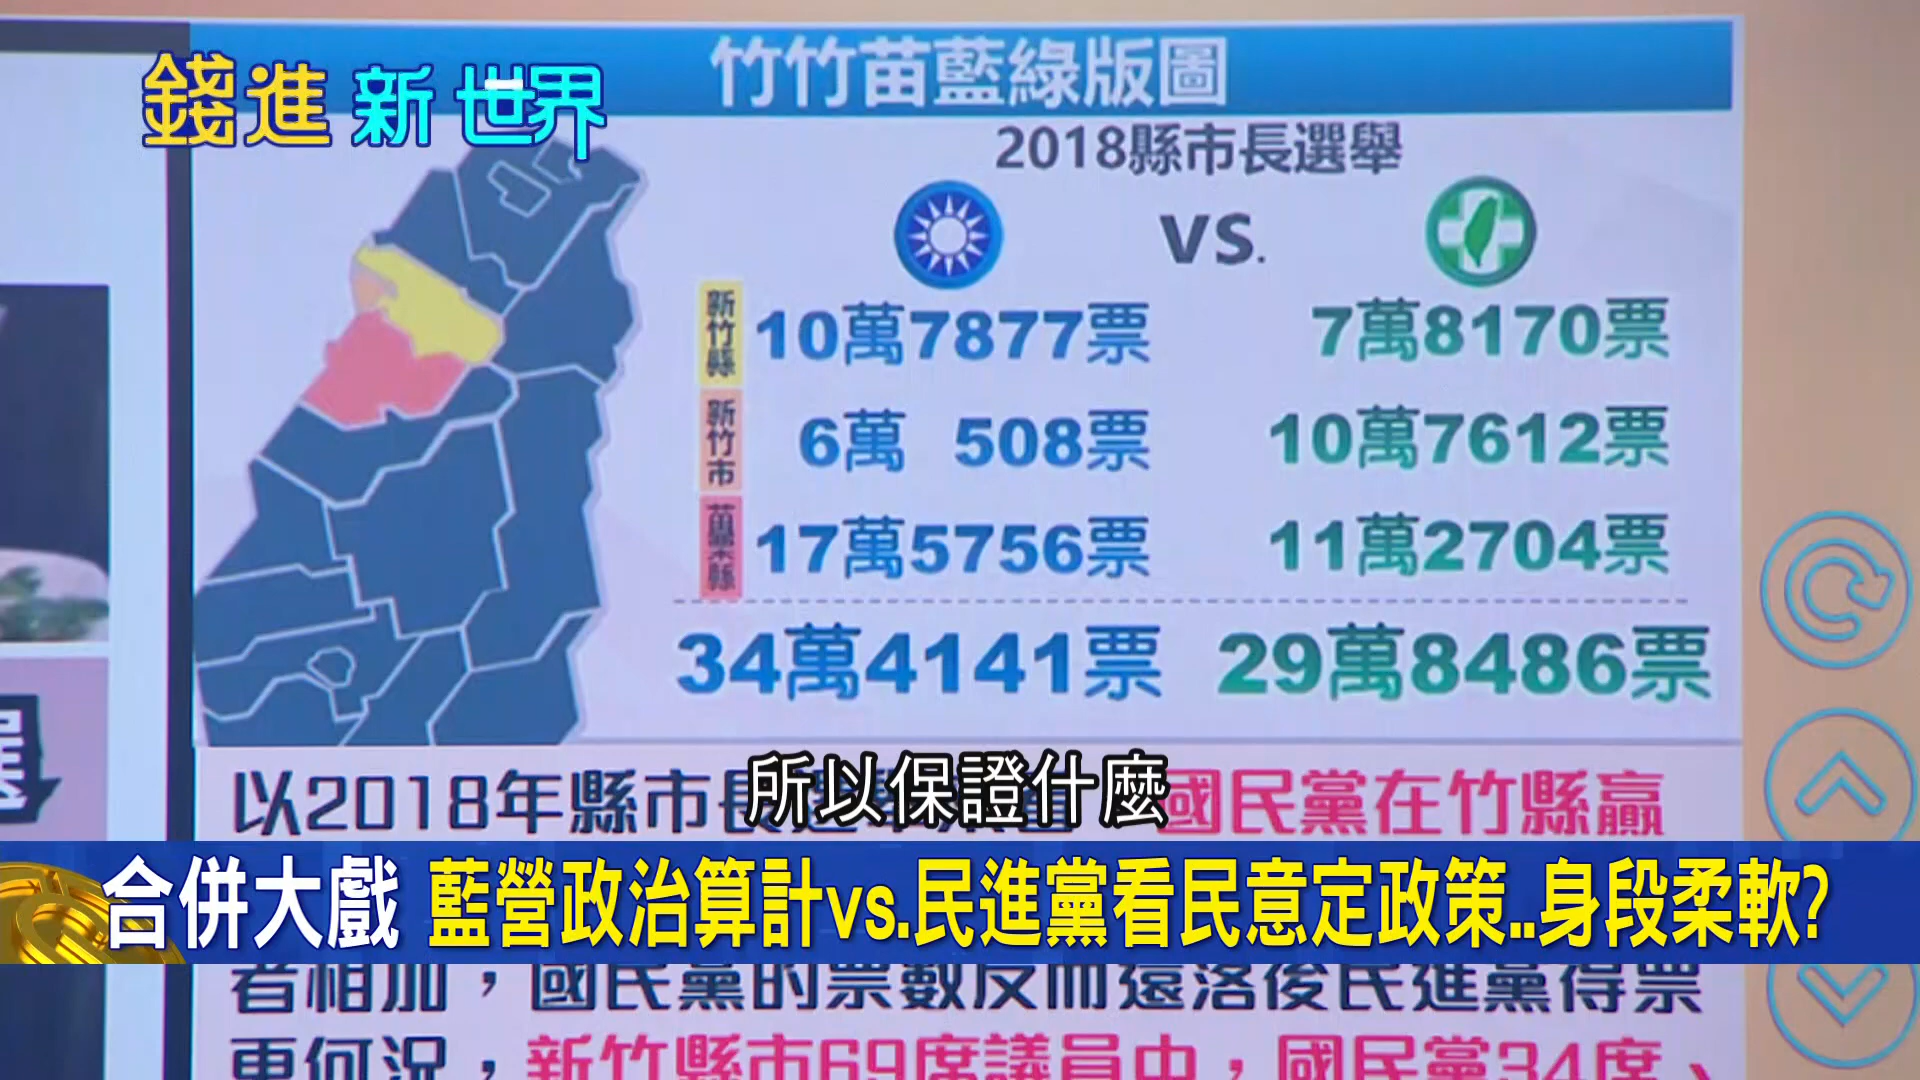 錢進新世界
竹竹苗藍綠版圖
2018縣市長選舉
VS.
新竹縣 10萬7877票 7萬8170票
新竹市 6萬 508票 10萬7612票
苗栗縣 17萬5756票 11萬2704票
34萬4141票 29萬8486票
所以保證什麼
以2018年縣市長 國民黨在竹縣贏
合併大戲 藍營政治算計vs.民進黨看民意定政策..身段柔軟?
者相加，國民黨的票數反而還落後民進黨得票
更何況，新竹縣市69席議員中，國民黨34席、